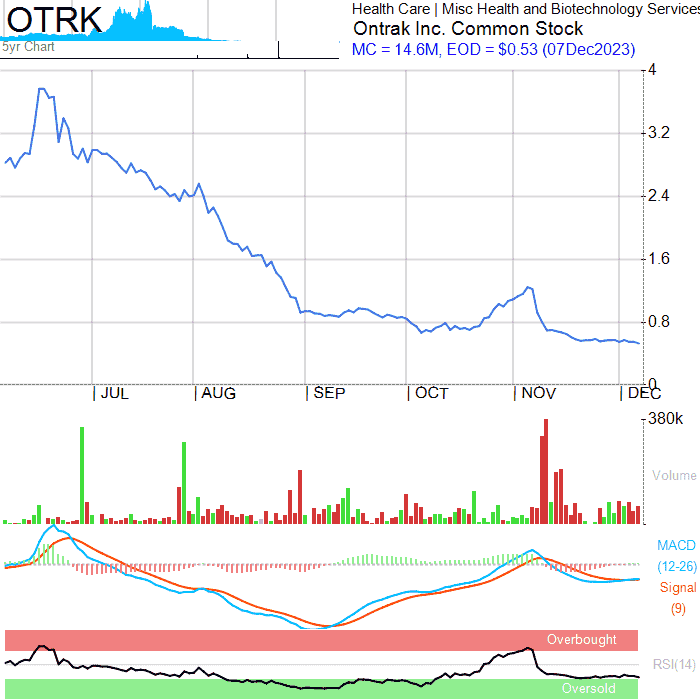 OTRK
5yr Chart
Health Care | Misc Health and Biotechnology Services
Ontrak Inc. Common Stock
MC = 14.6M, EOD = $0.53 (07Dec2023)
4
3.2
2.4
1.6
0.8
0
JUL
AUG
SEP
OCT
NOV
DEC
380k
Volume
MACD
(12-26)
Signal
(9)
Overbought
RSI(14)
Oversold